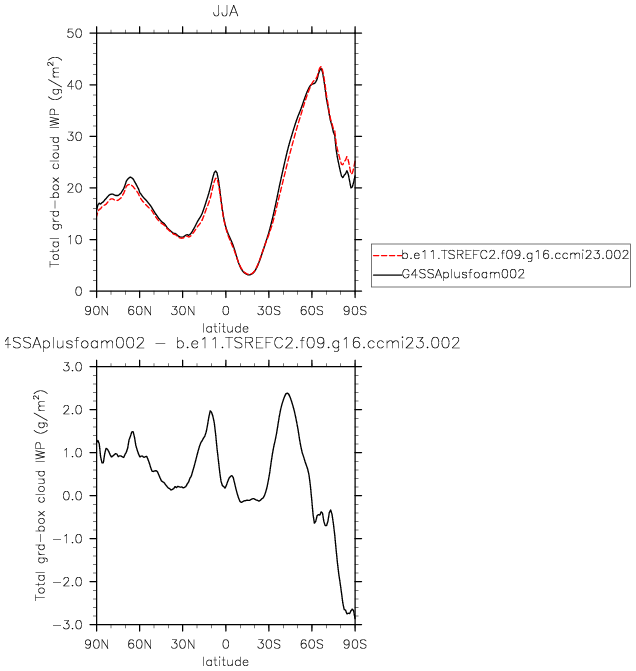 JJA
Total grd-box cloud IWP (g/m²)
50
40
30
20
10
0
90N 60N 30N 0 30S 60S 90S
latitude
b.e11.TSREFC2.f09.g16.ccmi23.002
G4SSAplusfoam002
4SSAplusfoam002 - b.e11.TSREFC2.f09.g16.ccmi23.002
Total grd-box cloud IWP (g/m²)
3.0
2.0
1.0
0.0
-1.0
-2.0
-3.0
90N 60N 30N 0 30S 60S 90S
latitude